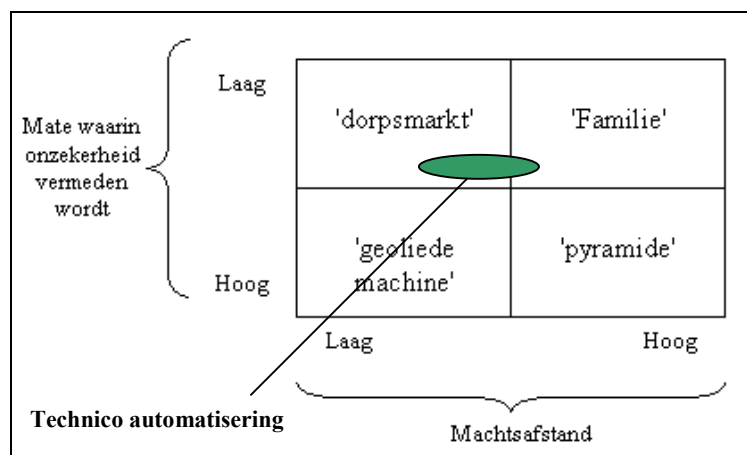 Laag
'dorpsmarkt'
'Familie'
Mate waarin
onzekerheid
vermeden
wordt
'geoliede
machine'
'pyramide'
Hoog
Laag
Hoog
Technico automatisering
Machtsafstand